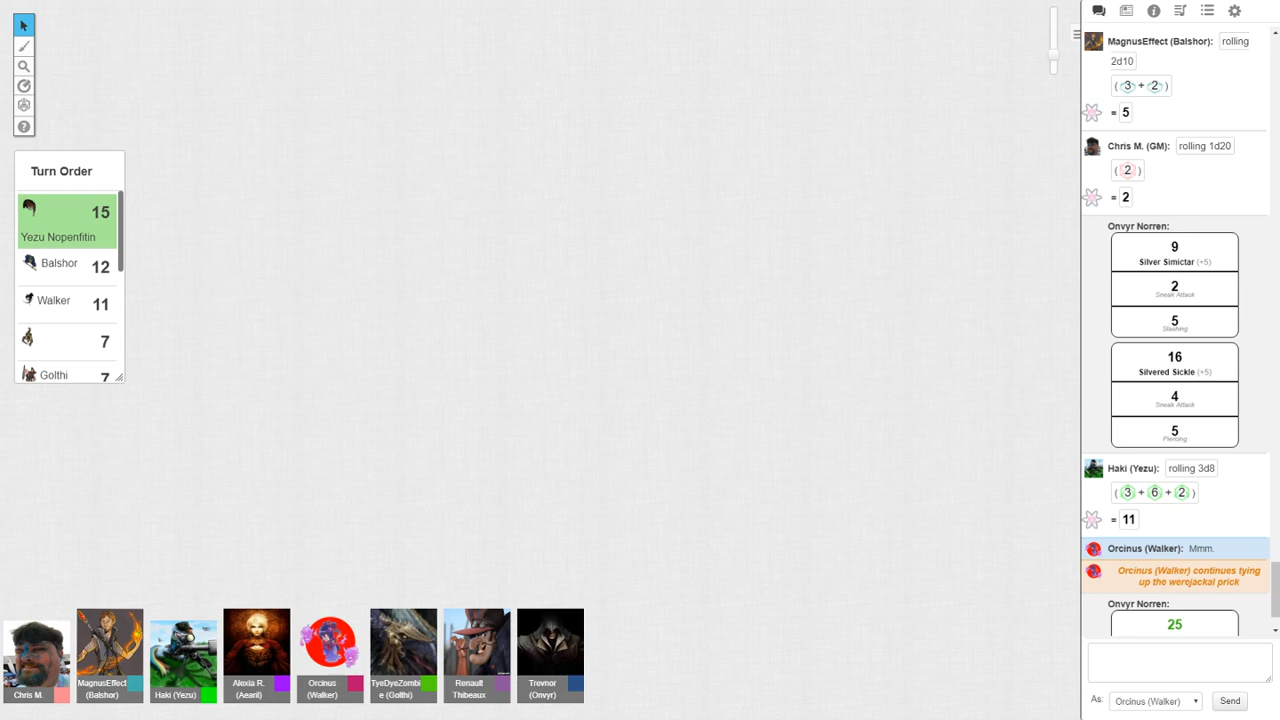 Turn Order
15
Yezu Nopenfitin
Balshor 12
Walker 11
7
Golthi 7
Chris M.
MagnusEffect
(Balshor)
Haki (Yezu)
Alexia R.
(Aearil)
Orcinus
(Walker)
TyeDyeZombi
e (Golthi)
Renault
Thibeaux
Trevnor
(Onvyr)
MagnusEffect (Balshor): rolling
2d10
(3 + 2)
= 5
Chris M. (GM): rolling 1d20
(2)
= 2
Onvyr Norren:
9
Silver Simictar (+5)
2
Sneak Attack
5
Slashing
16
Silvered Sickle (+5)
4
Sneak Attack
5
Piercing
Haki (Yezu): rolling 3d8
(3 + 6 + 2)
= 11
Orcinus (Walker): Mmm.
Orcinus (Walker) continues tying
up the werejackal prick
Onvyr Norren:
25
As: Orcinus (Walker) Send